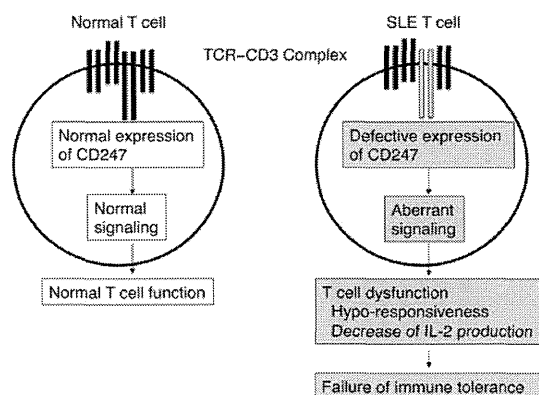 Normal T cell
SLE T cell
TCR–CD3 Complex
Normal expression
of CD247
Normal
signaling
Normal T cell function
Defective expression
of CD247
Aberrant
signaling
T cell dysfunction
Hypo-responsiveness
Decrease of IL-2 production
Failure of immune tolerance